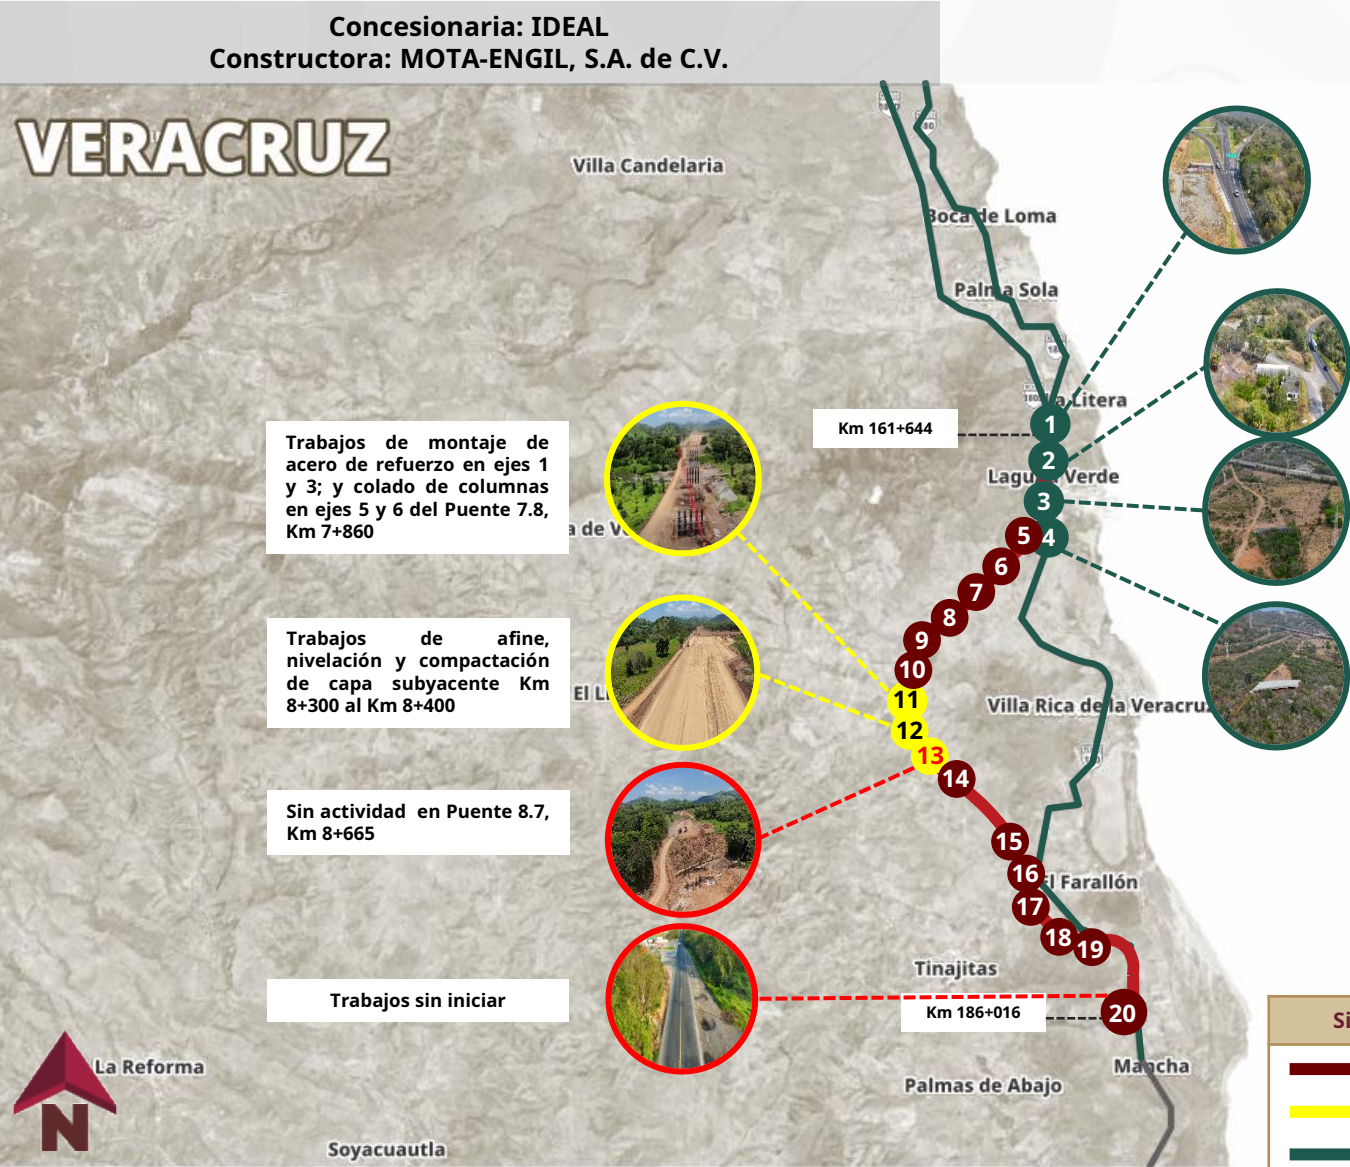 Concesionaria: IDEAL
Constructora: MOTA-ENGIL, S.A. de C.V.
VERACRUZ
Villa Candelaria
Boca de Loma
Palma Sola
180
La Litera
Km 161+644
1
2
Laguna Verde
3
4
5
6
7
8
9
10
11
12
13
14
15
16
17
18
19
20
Trabajos de montaje de
acero de refuerzo en ejes 1
y 3; y colado de columnas
en ejes 5 y 6 del Puente 7.8,
Km 7+860
a de
Trabajos de afine,
nivelación y compactación
de capa subyacente Km
8+300 al Km 8+400
El
Villa Rica de la Veracruz
Sin actividad en Puente 8.7,
Km 8+665
El Farallón
Tinajitas
Trabajos sin iniciar
Km 186+016
La Reforma
Mancha
Palmas de Abajo
N
Soyacuautla